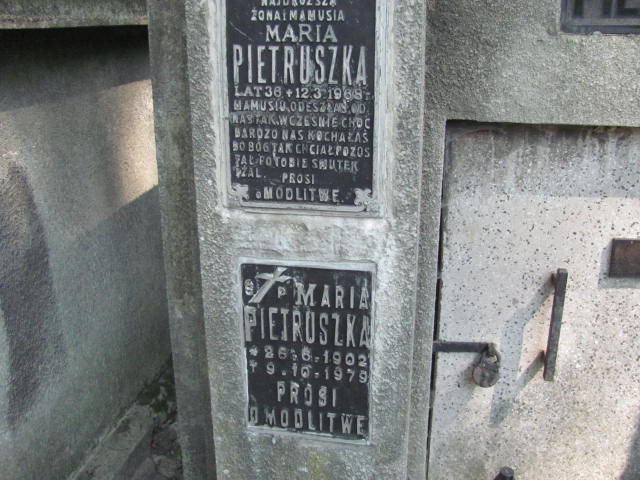 NAJDROŻSZA
ŻONA I MAMUSIA
MARIA
PIETRUSZKA
LAT 36 + 12.3.1968 r.
MAMUSIU, ODESZŁAŚ OD
NAS TAK WCZEŚNIE CHOĆ
BARDZO NAS KOCHAŁAŚ
BO BÓG TAK CHCIAŁ POZOS
TAŁ PO TOBIE SMUTEK
I ŻAL. PROSI
o MODLITWĘ
Ś P MARIA
PIETRUSZKA
* 26.6.1902
† 9.10.1979
PROSI
O MODLITWE